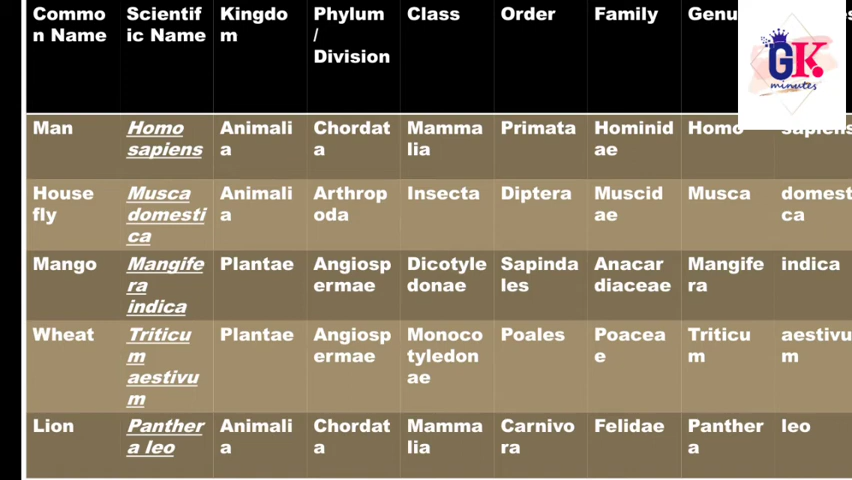 Commo Scientif Kingdo Phylum Class Order Family Genu
n Name ic Name m /
Division
GK
minutes
Man Homo Animali Chordat Mamma Primata Hominid Homo sapiens
sapiens a a lia ae
House Musca Animali Arthrop Insecta Diptera Muscid Musca domest
fly domesti a oda ae ca
ca
Mango Mangife Plantae Angiosp Dicotyle Sapinda Anacar Mangife indica
ra ermae donae les diaceae ra
indica
Wheat Triticu Plantae Angiosp Monoco Poales Poacea Triticu aestivu
m ermae tyledon e m m
aestivu ae
m
Lion Panther Animali Chordat Mamma Carnivo Felidae Panther leo
a leo a a lia ra a